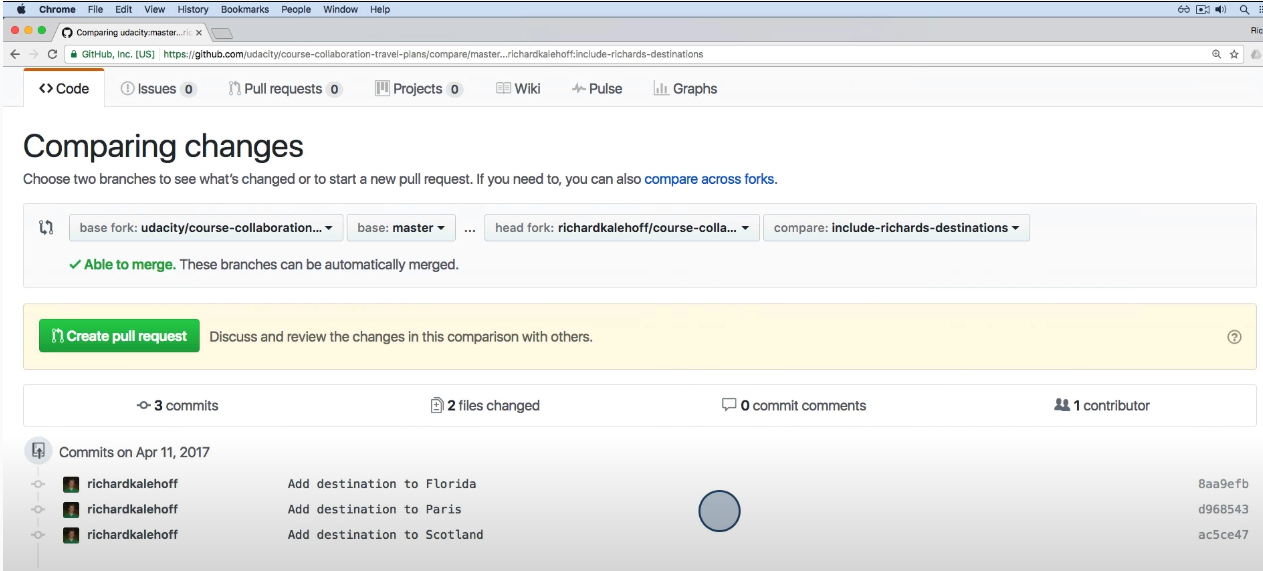 Chrome File Edit View History Bookmarks People Window Help
Comparing udacity:master...ric
Ric
GitHub, Inc. [US] https://github.com/udacity/course-collaboration-travel-plans/compare/master...richardkalehoff:include-richards-destinations
Code Issues 0 Pull requests 0 Projects 0 Wiki Pulse Graphs
Comparing changes
Choose two branches to see what's changed or to start a new pull request. If you need to, you can also compare across forks.
base fork: udacity/course-collaboration... base: master ... head fork: richardkalehoff/course-colla... compare: include-richards-destinations
Able to merge. These branches can be automatically merged.
Create pull request Discuss and review the changes in this comparison with others.
3 commits 2 files changed 0 commit comments 1 contributor
Commits on Apr 11, 2017
richardkalehoff Add destination to Florida 8aa9efb
richardkalehoff Add destination to Paris d968543
richardkalehoff Add destination to Scotland ac5ce47